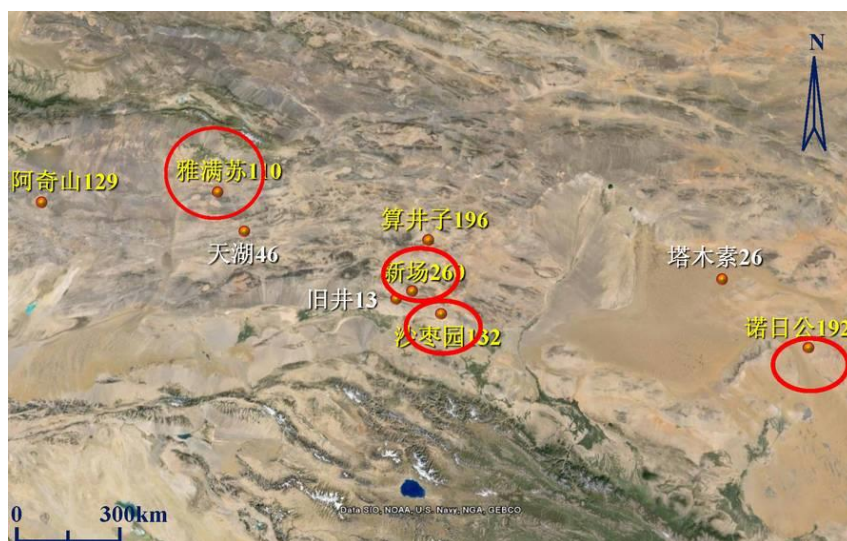 N
雅满苏110
阿奇山129
算井子196
天湖46
塔木素26
新场260
旧井13
诺日公192
沙枣园132
Data SIO, NOAA, U.S. Navy, NGA, GEBCO
0
300km